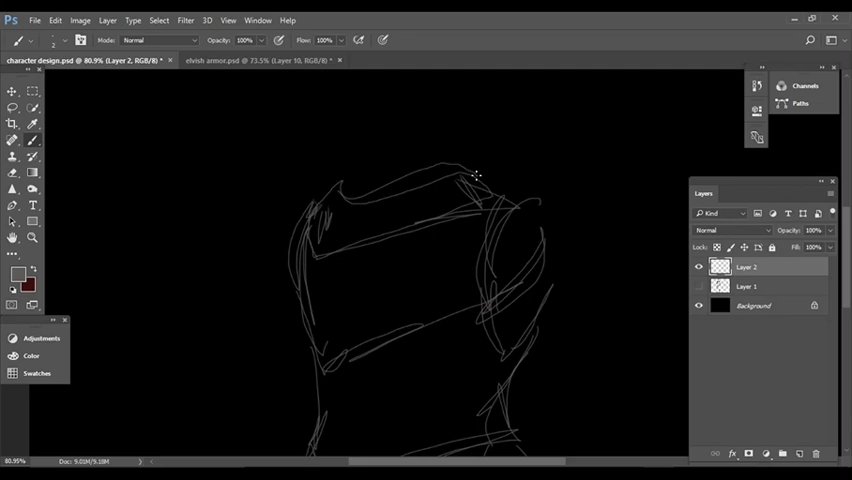 Ps File Edit Image Layer Type Select Filter 3D View Window Help
2 Mode: Normal Opacity: 100% Flow: 100%
character design.psd @ 80.9% (Layer 2, RGB/8) * × elvish armor.psd @ 73.5% (Layer 10, RGB/8) * ×
Channels
Paths
Layers
Kind
Normal Opacity: 100%
Lock: Fill: 100%
Layer 2
Layer 1
Background
Adjustments
Color
Swatches
80.95% Doc: 9.01M/9.18M